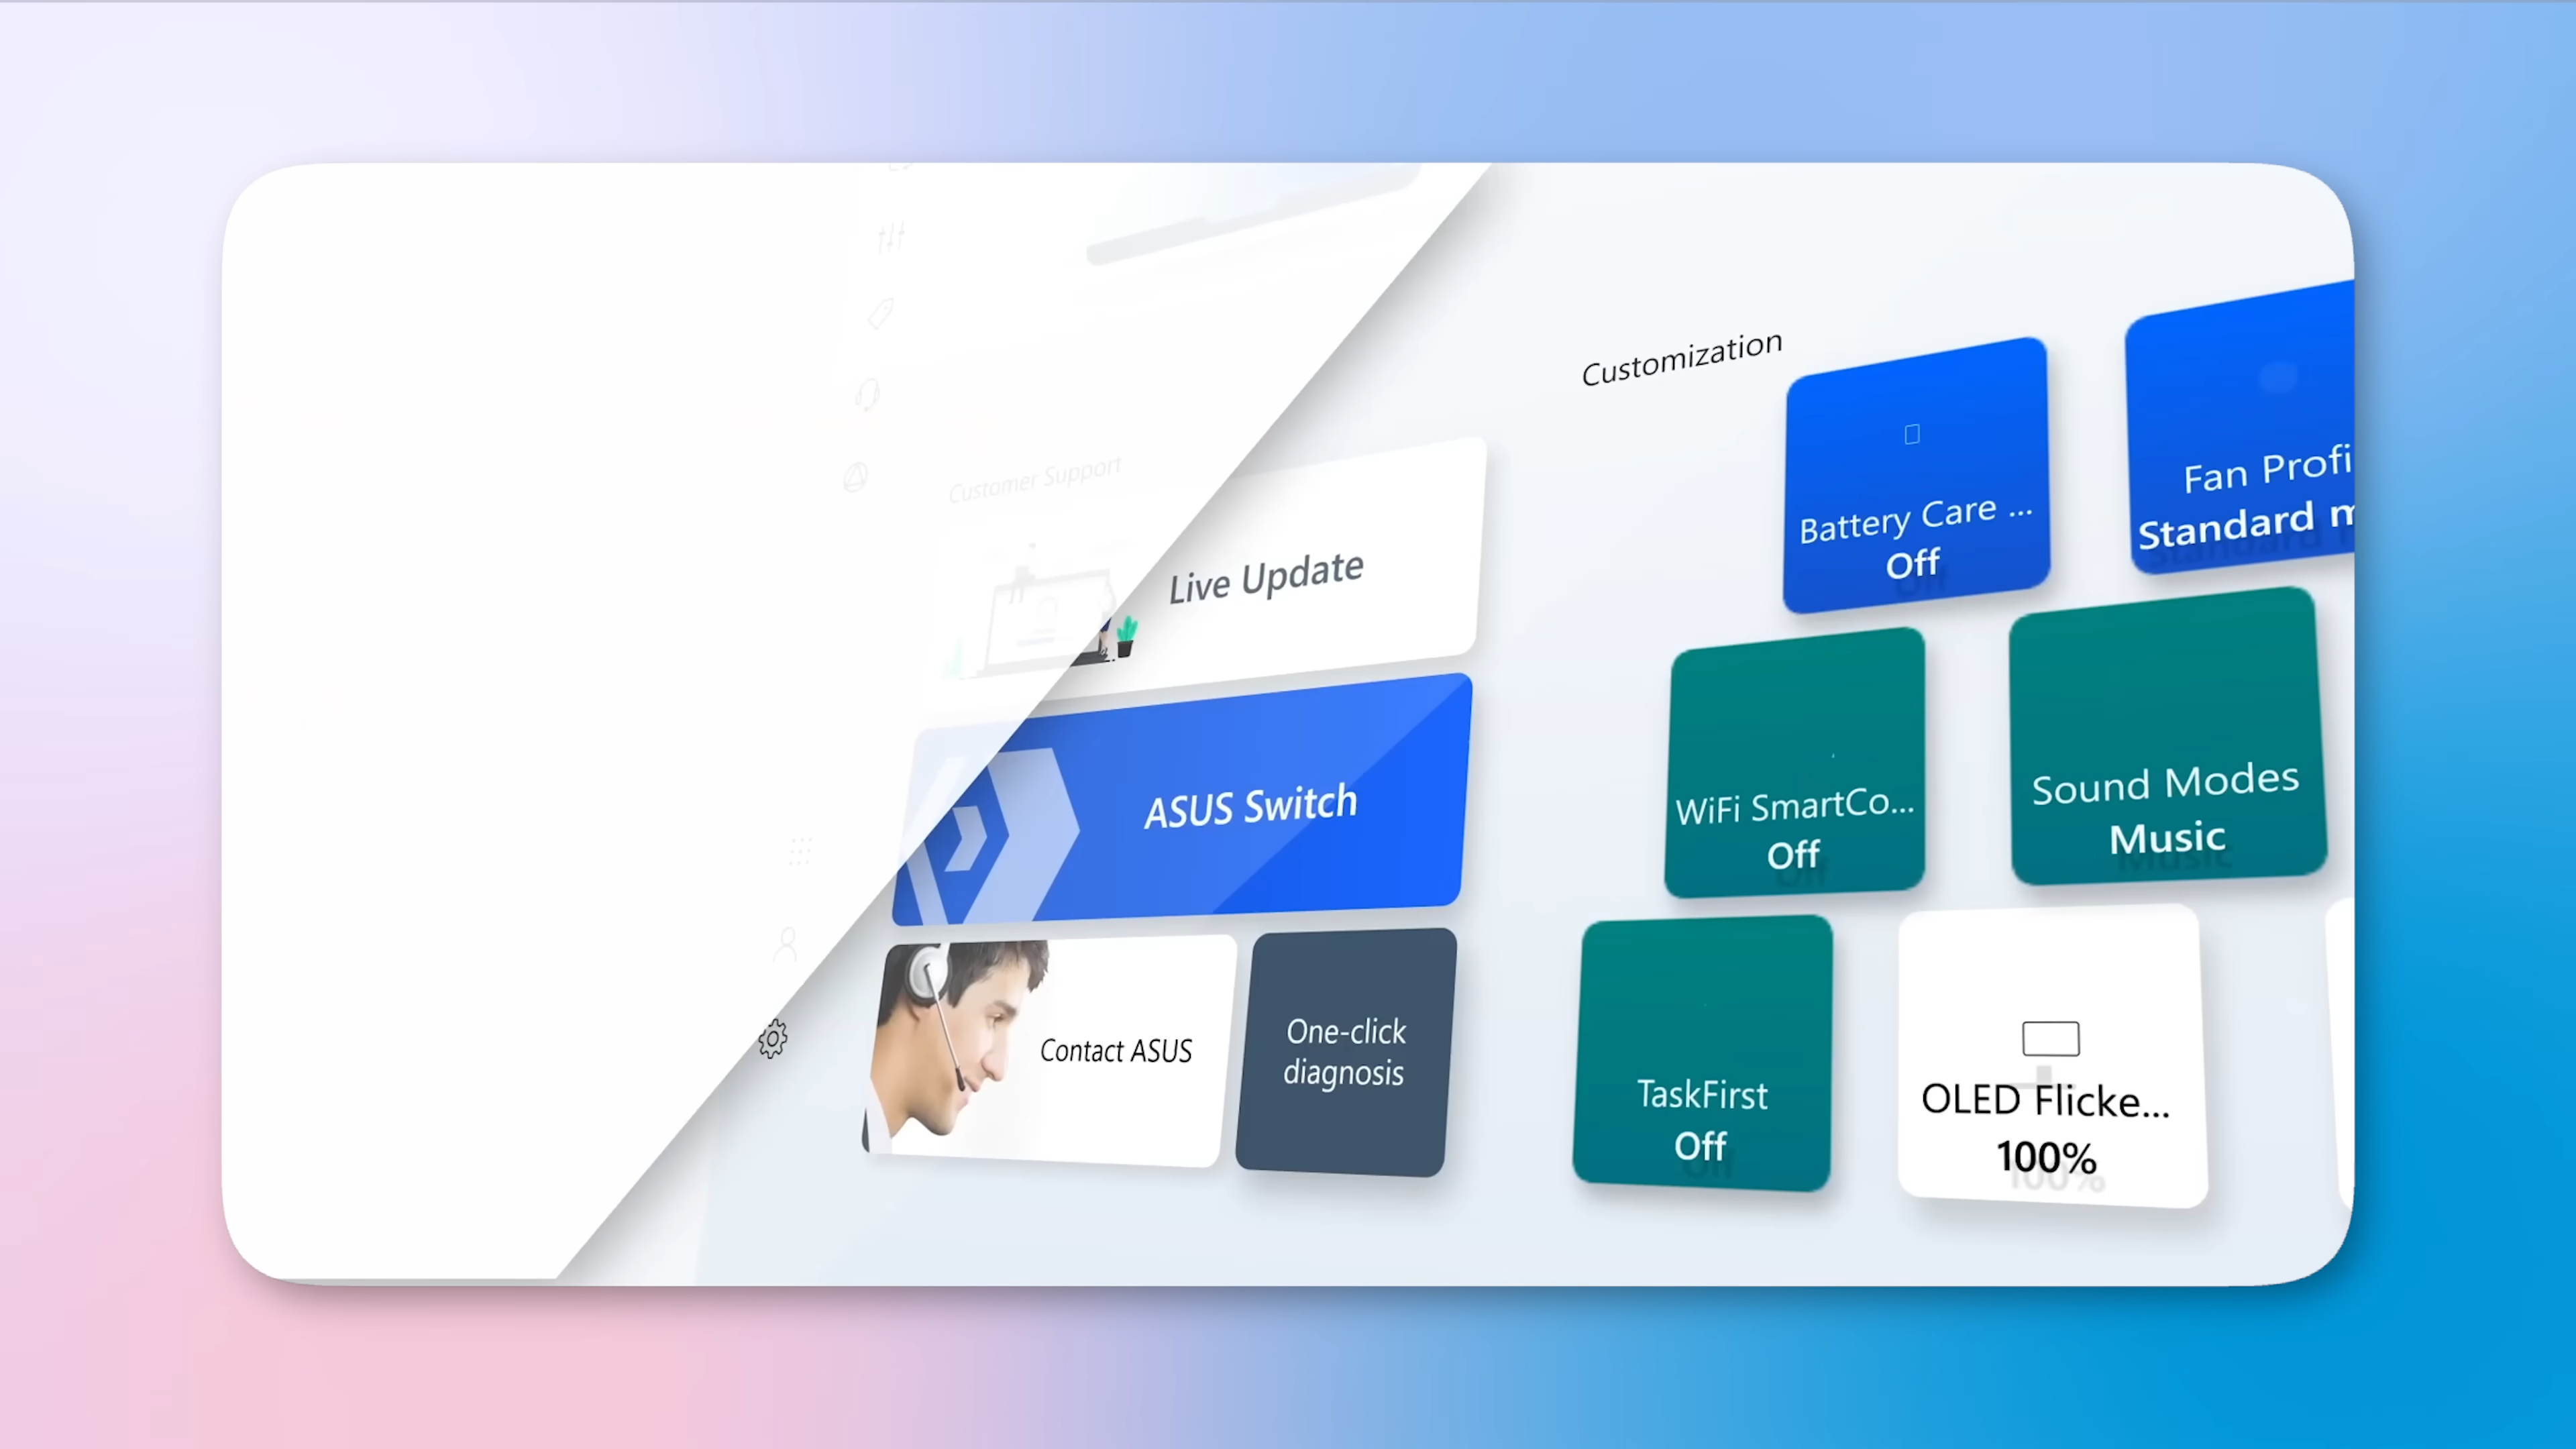 Customization
Customer Support
Live Update
ASUS Switch
Contact ASUS
One-click
diagnosis
Battery Care ...
Off
Fan Profi
Standard m
WiFi SmartCo...
Off
Sound Modes
Music
TaskFirst
Off
OLED Flicke...
100%